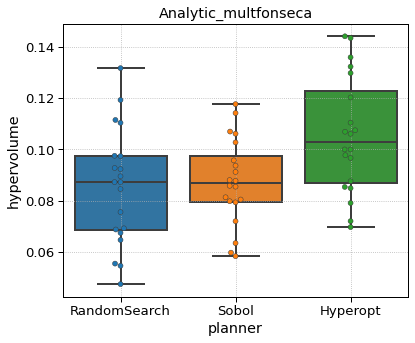 Analytic_multfonseca
hypervolume
0.14
0.12
0.10
0.08
0.06
RandomSearch Sobol Hyperopt
planner